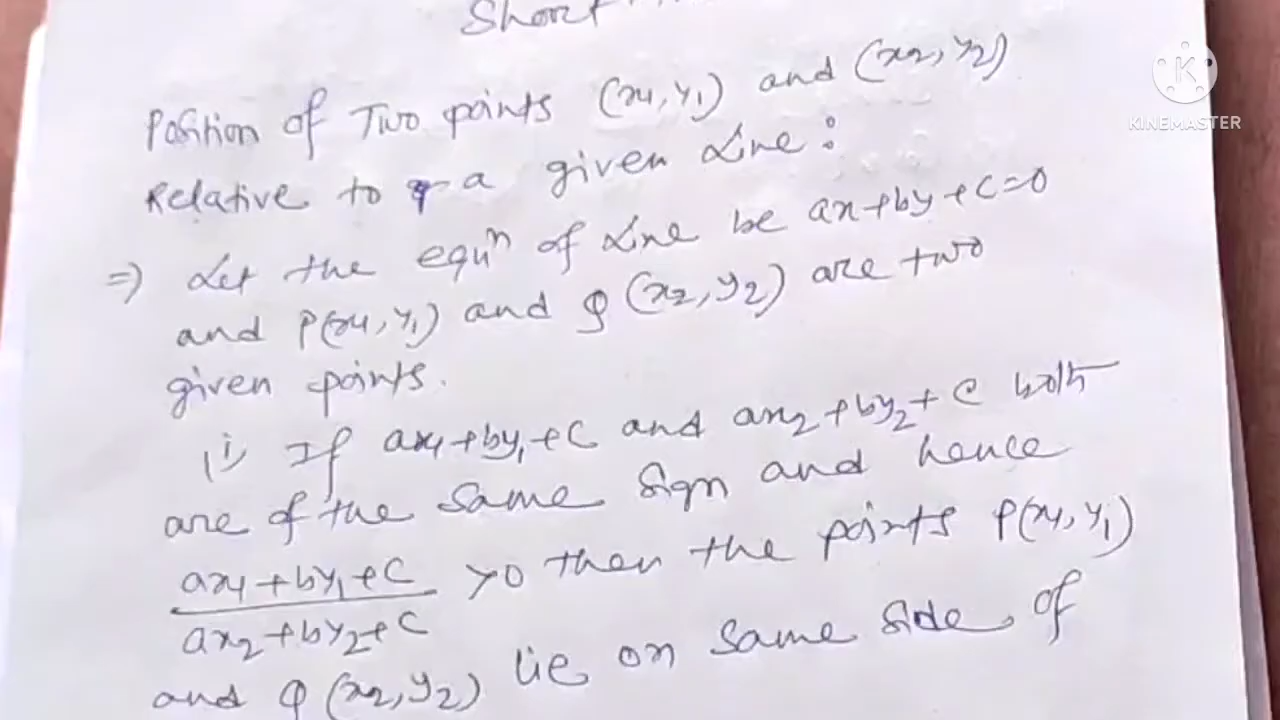 Short
Position of Two points (x1, y1) and (x2, y2)
KINEMASTER
Relative to a given Line :
=) Let the equⁿ of Line be ax+by+c=0
and P(x1, y1) and Q (x2, y2) are two
given points.
(i) If ax1+by1+c and ax2+by2+c both
are of the same sign and hence
ax1+by1+c
/ ax2+by2+c >0 then the points P(x1, y1)
and Q (x2, y2) lie on same side of